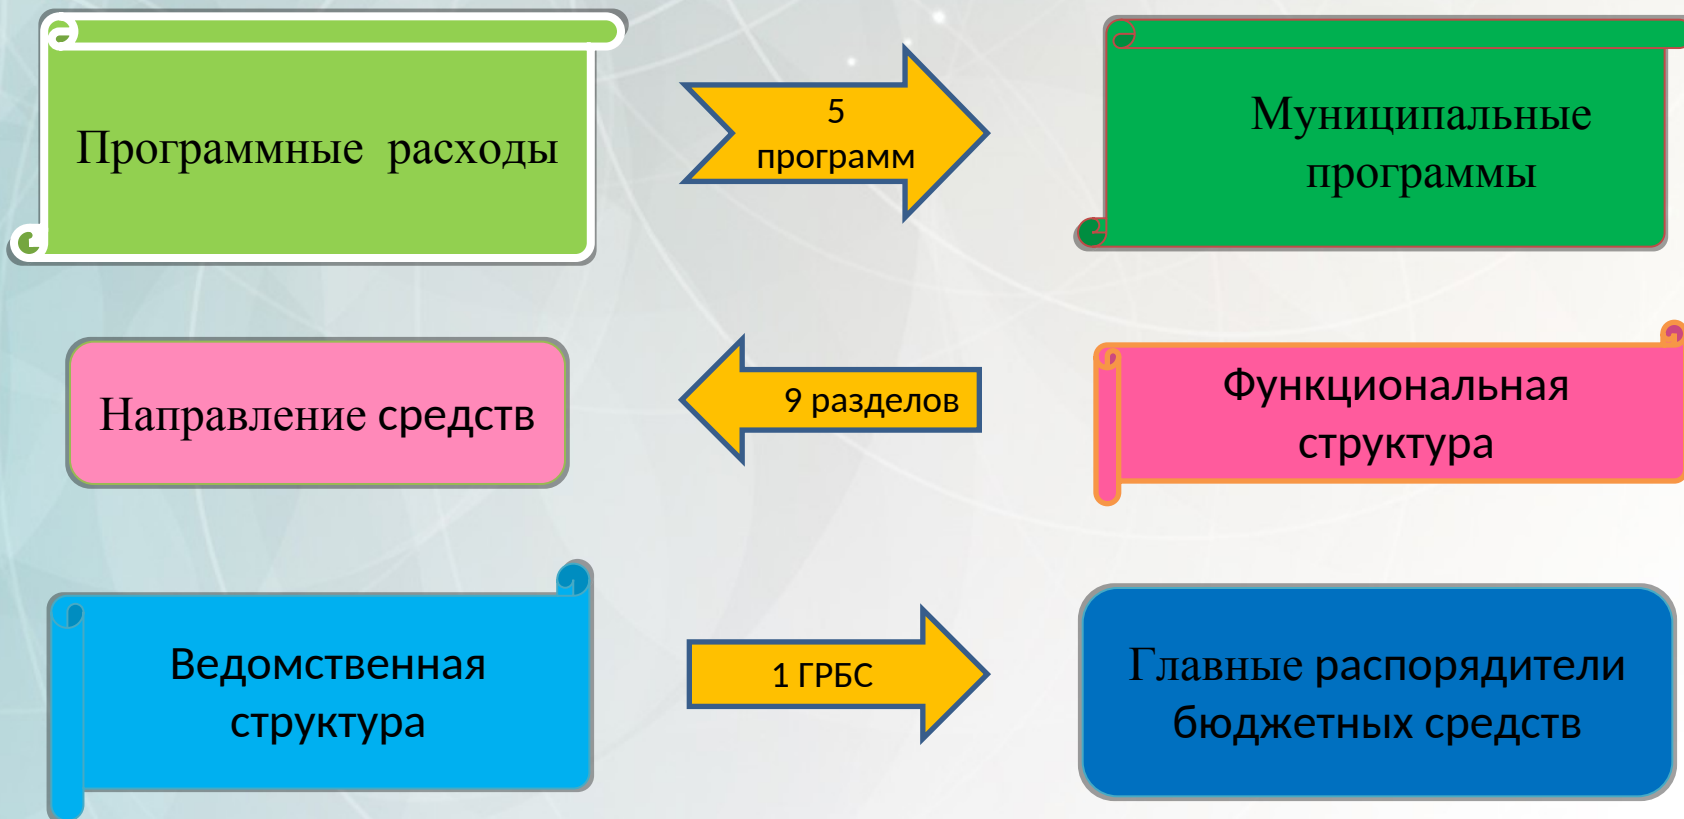 Программные расходы
5
программ
Муниципальные
программы
Направление средств
9 разделов
Функциональная
структура
Ведомственная
структура
1 ГРБС
Главные распорядители
бюджетных средств